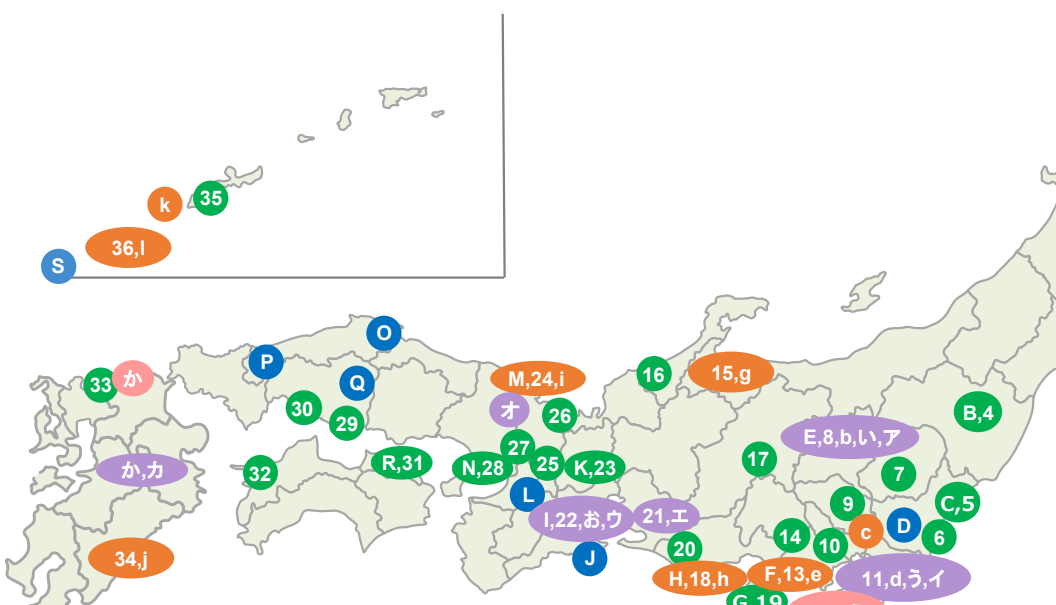 k
35
36,l
S
O
P
33
か
Q
M,24,i
16
15,g
30
29
オ
26
B,4
E,8,b,い,ア
27
か,カ
32
R,31
N,28
25
K,23
17
7
L
9
C,5
I,22,お,ウ
21,エ
D
c
6
14
10
20
34,j
J
H,18,h
F,13,e
11,d,う,イ
G,19